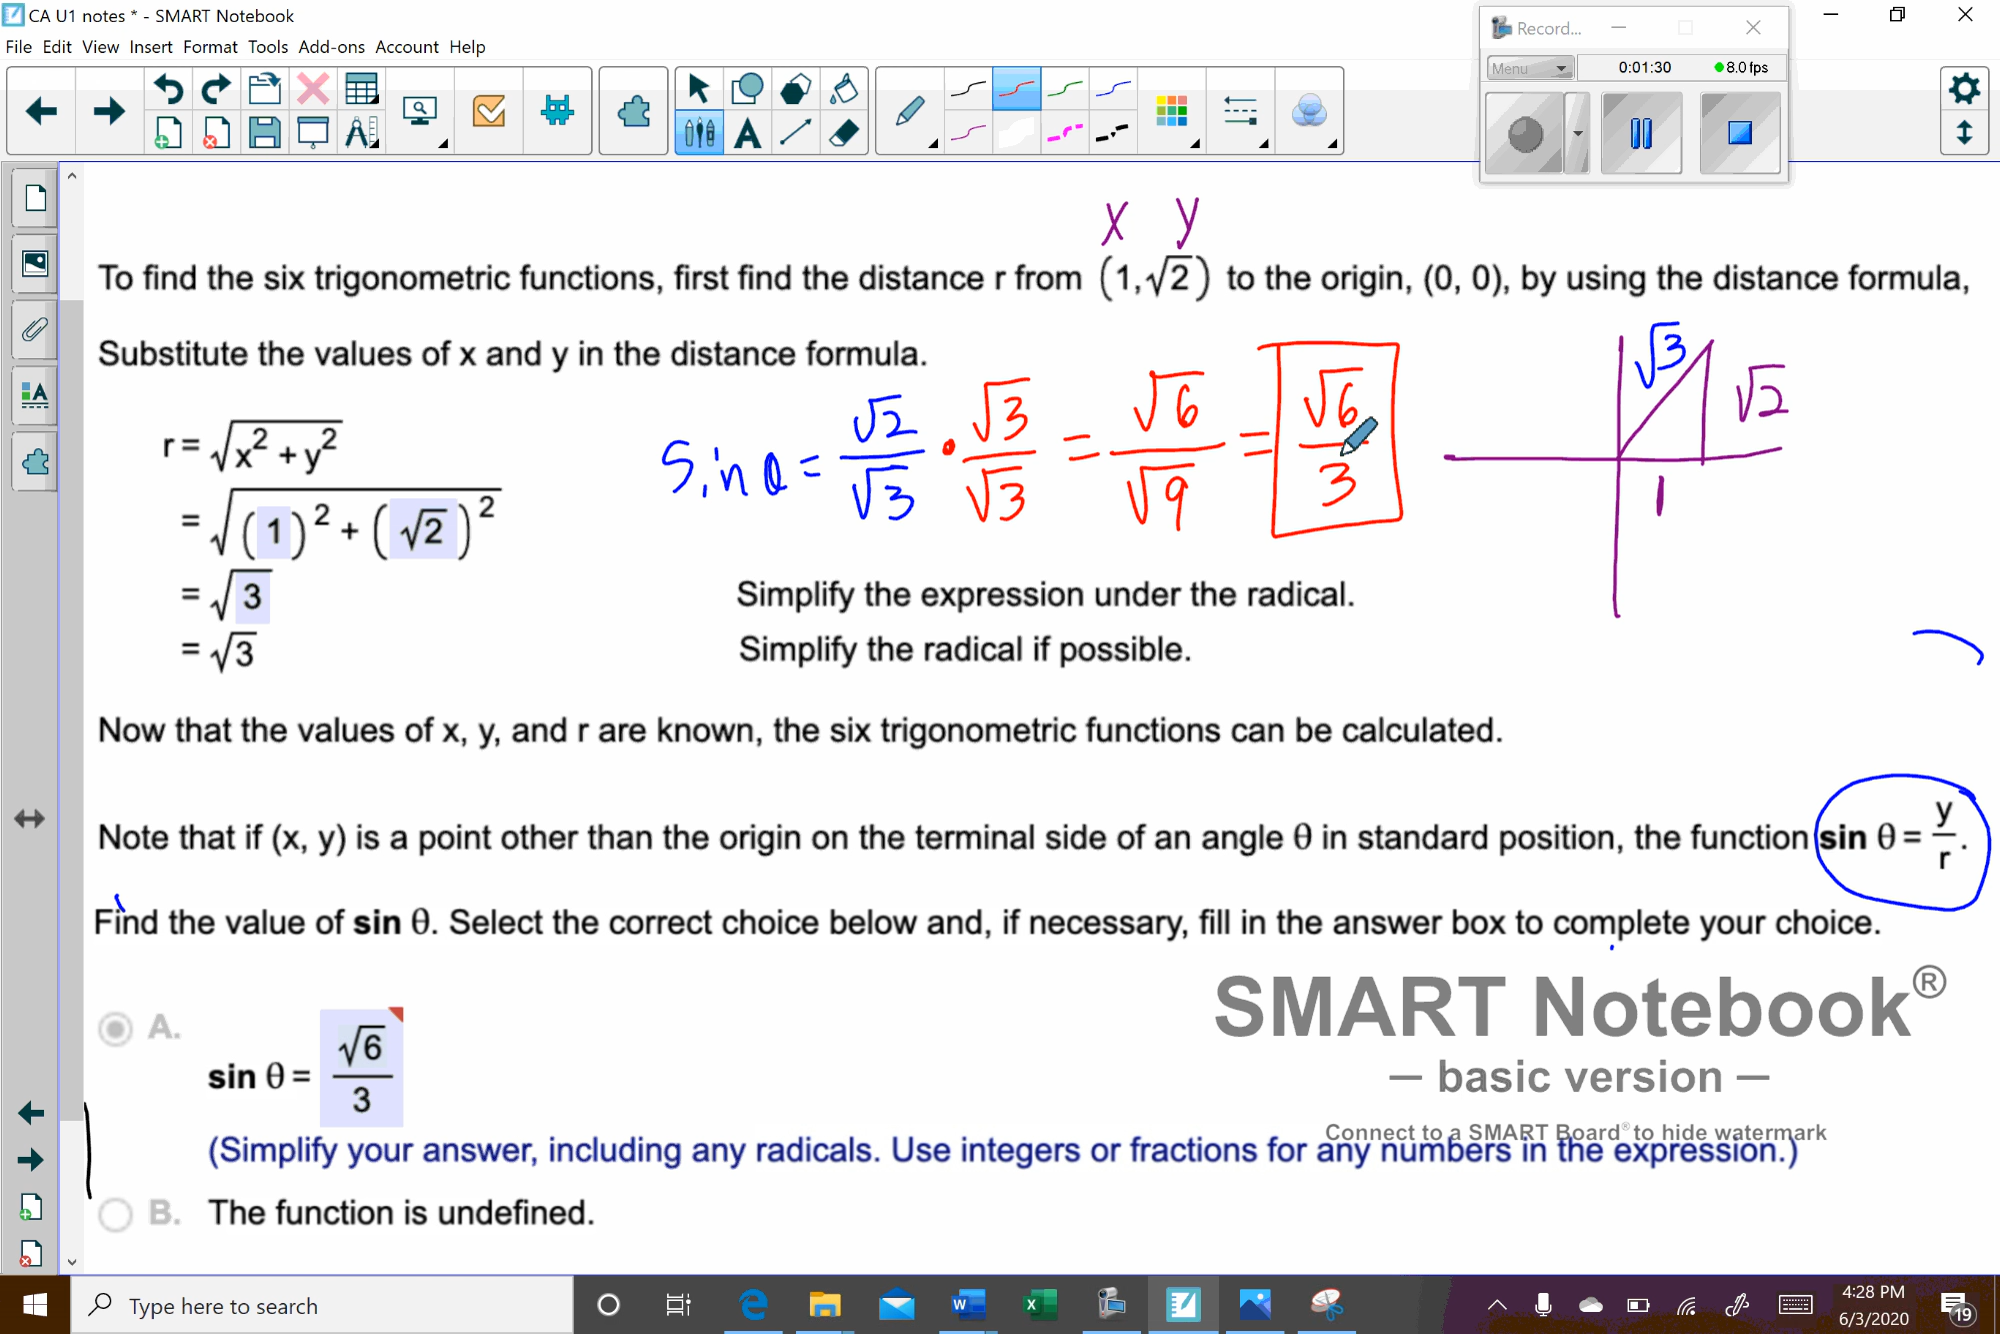 CA U1 notes * - SMART Notebook
File Edit View Insert Format Tools Add-ons Account Help
Record...
Menu 0:01:30 8.0 fps
x y
To find the six trigonometric functions, first find the distance r from (1,√2) to the origin, (0, 0), by using the distance formula,
Substitute the values of x and y in the distance formula.
r = √x² + y²
= √(1)² + (√2)²
= √3 Simplify the expression under the radical.
= √3 Simplify the radical if possible.
Sin θ = √2/√3 • √3/√3 = √6/√9 = √6/3
√3
√2
1
Now that the values of x, y, and r are known, the six trigonometric functions can be calculated.
Note that if (x, y) is a point other than the origin on the terminal side of an angle θ in standard position, the function sin θ = y/r.
Find the value of sin θ. Select the correct choice below and, if necessary, fill in the answer box to complete your choice.
A. sin θ = √6/3
(Simplify your answer, including any radicals. Use integers or fractions for any numbers in the expression.)
B. The function is undefined.
SMART Notebook®
— basic version —
Connect to a SMART Board® to hide watermark
Type here to search
4:28 PM
6/3/2020
19